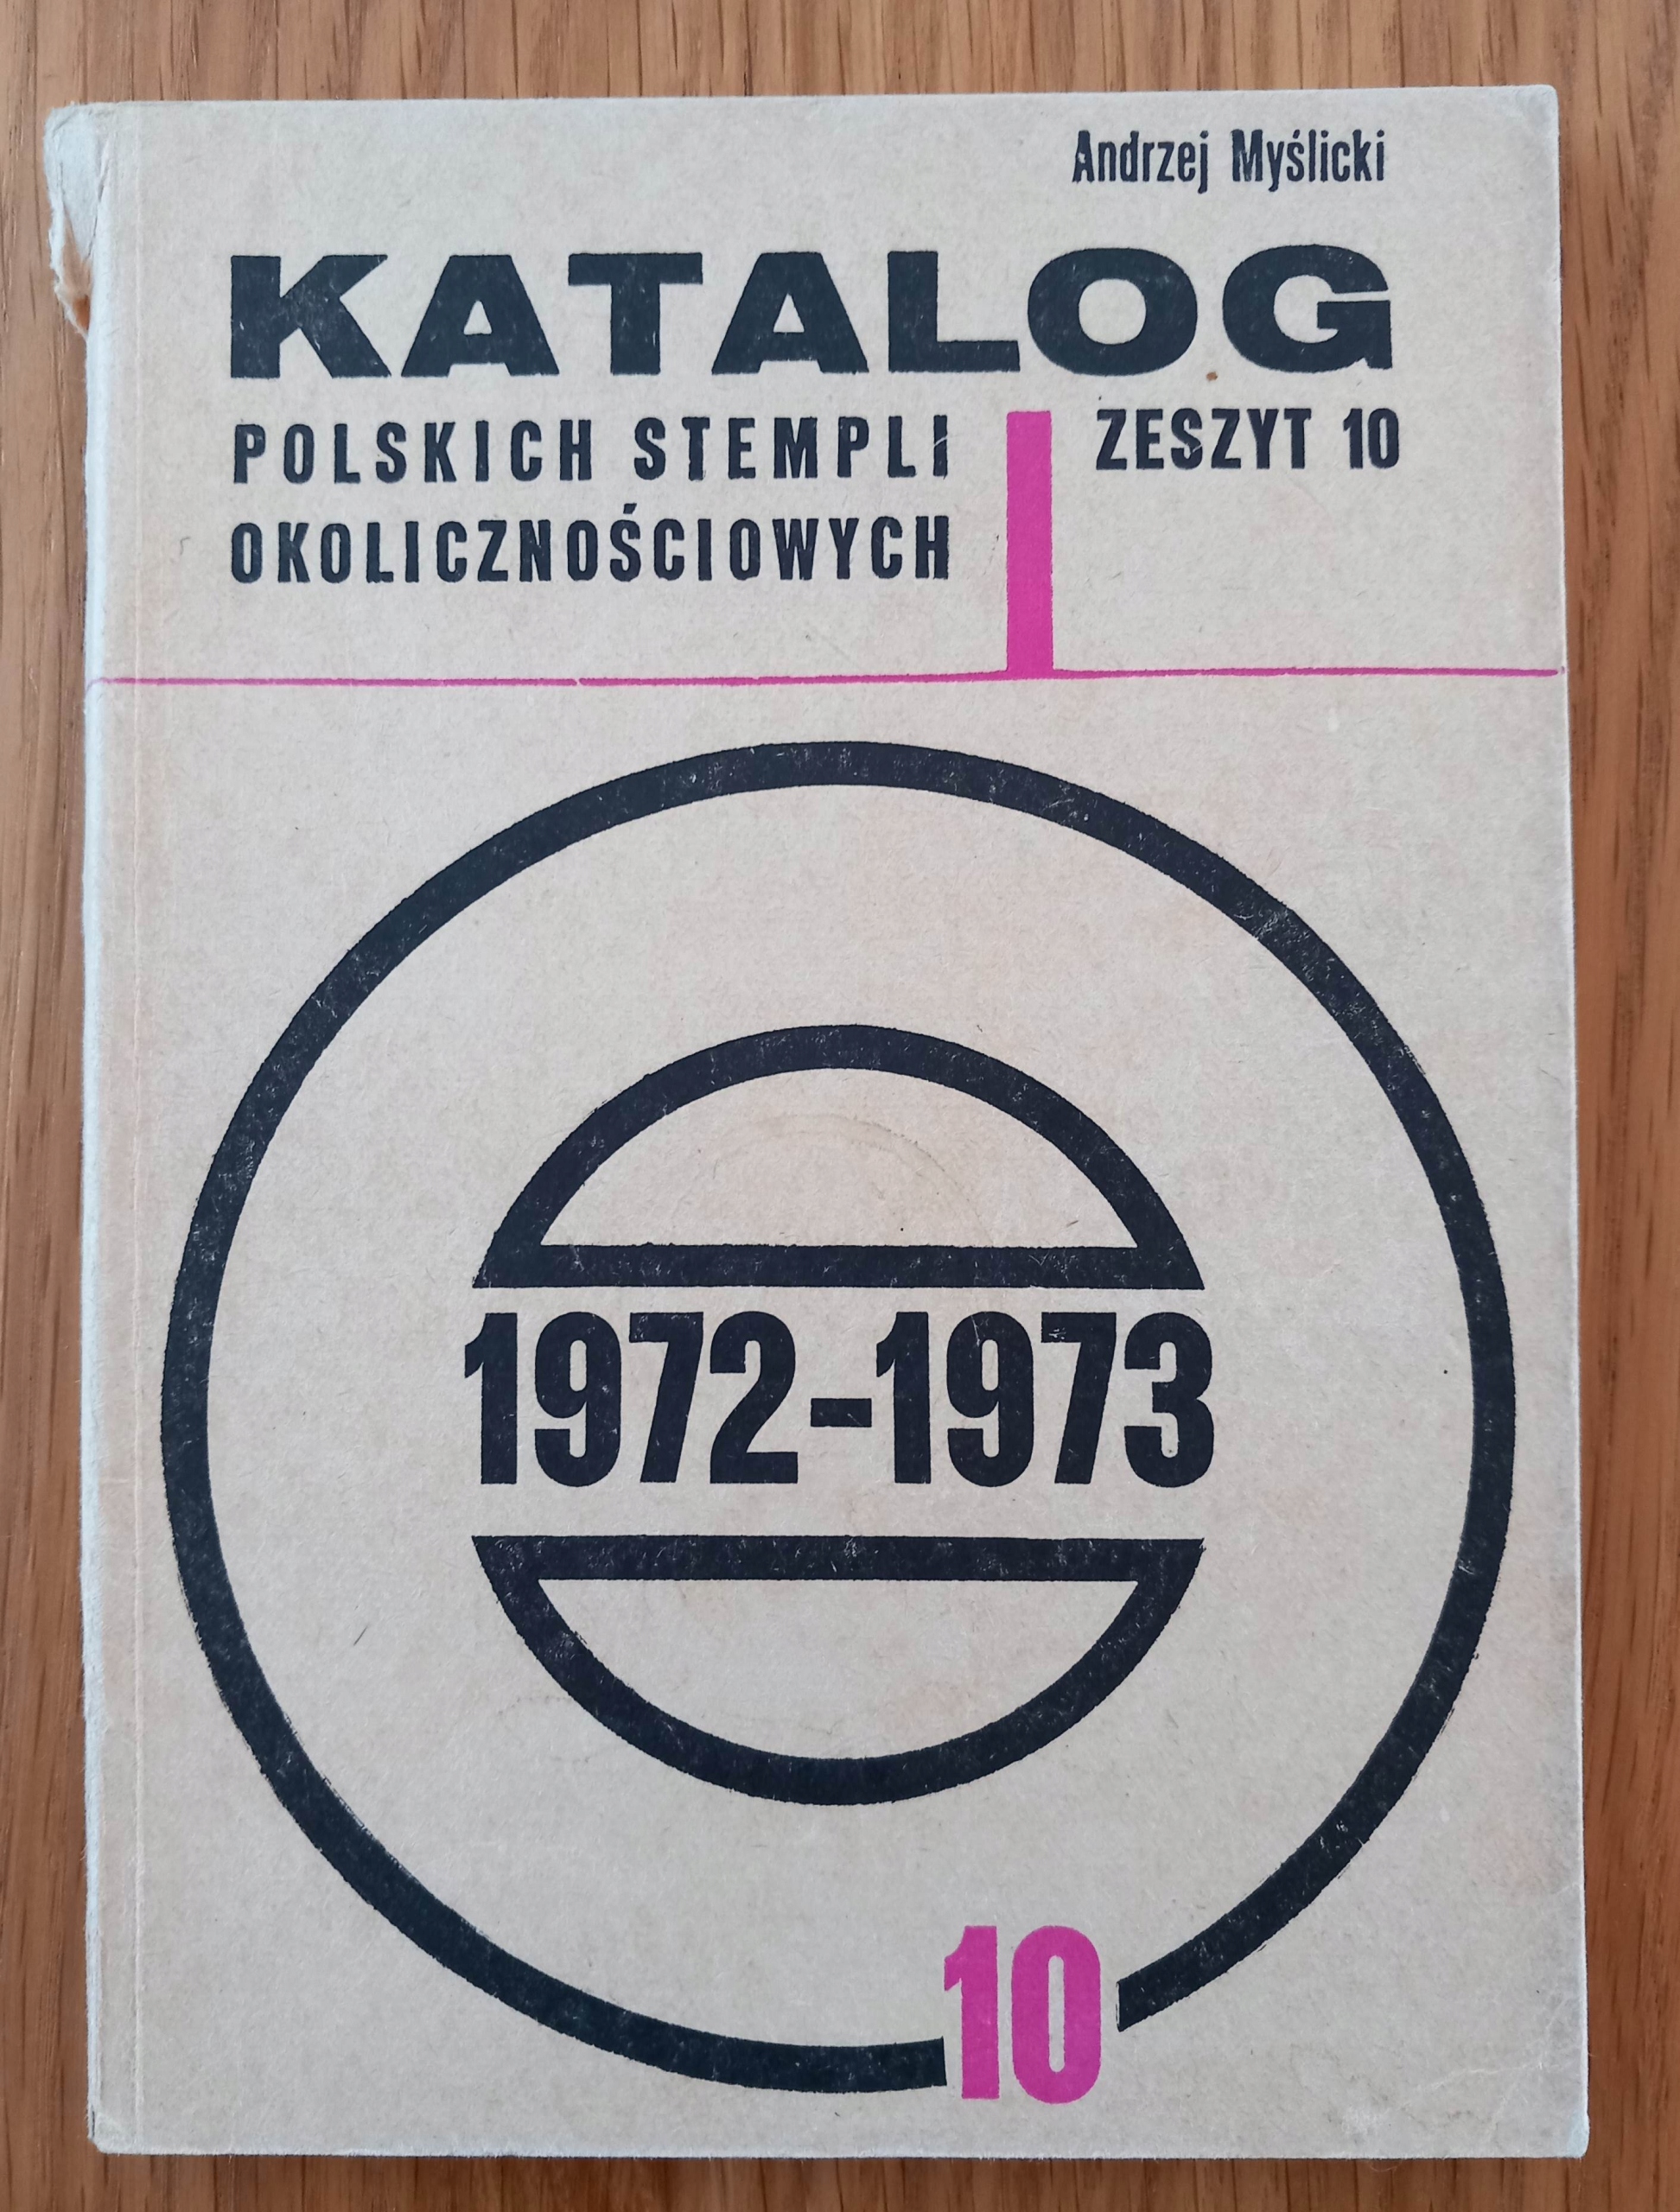 Andrzej Myślicki
KATALOG
POLSKICH STEMPLI
OKOLICZNOŚCIOWYCH
ZESZYT 10
1972-1973
10